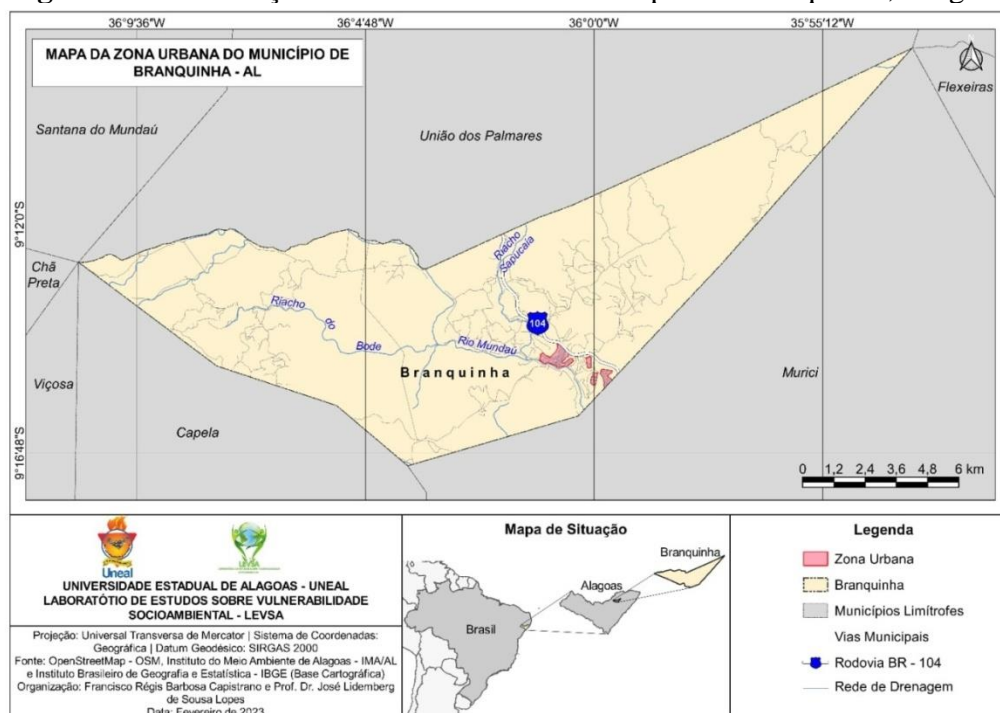 36°9'36"W
36°4'48"W
36°0'0"W
35°55'12"W
MAPA DA ZONA URBANA DO MUNICÍPIO DE
BRANQUINHA - AL
N
Flexeiras
Santana do Mundaú
União dos Palmares
9°12'0"S
Chã
Preta
Riacho
Sapucaia
Riacho
do
Bode
104
Rio Mundaú
Branquinha
Viçosa
Murici
Capela
9°16'48"S
0 1,2 2,4 3,6 4,8 6 km
Uneal
UNIVERSIDADE ESTADUAL DE ALAGOAS - UNEAL
LABORATÓTIO DE ESTUDOS SOBRE VULNERABILIDADE
SOCIOAMBIENTAL - LEVSA
Projeção: Universal Transversa de Mercator | Sistema de Coordenadas:
Geográfica | Datum Geodésico: SIRGAS 2000
Fonte: OpenStreetMap - OSM, Instituto do Meio Ambiente de Alagoas - IMA/AL
e Instituto Brasileiro de Geografia e Estatística - IBGE (Base Cartográfica)
Organização: Francisco Régis Barbosa Capistrano e Prof. Dr. José Lidemberg
de Sousa Lopes
Data: Fevereiro de 2023
Mapa de Situação
Branquinha
Alagoas
Brasil
Legenda
Zona Urbana
Branquinha
Municípios Limítrofes
Vias Municipais
Rodovia BR - 104
Rede de Drenagem